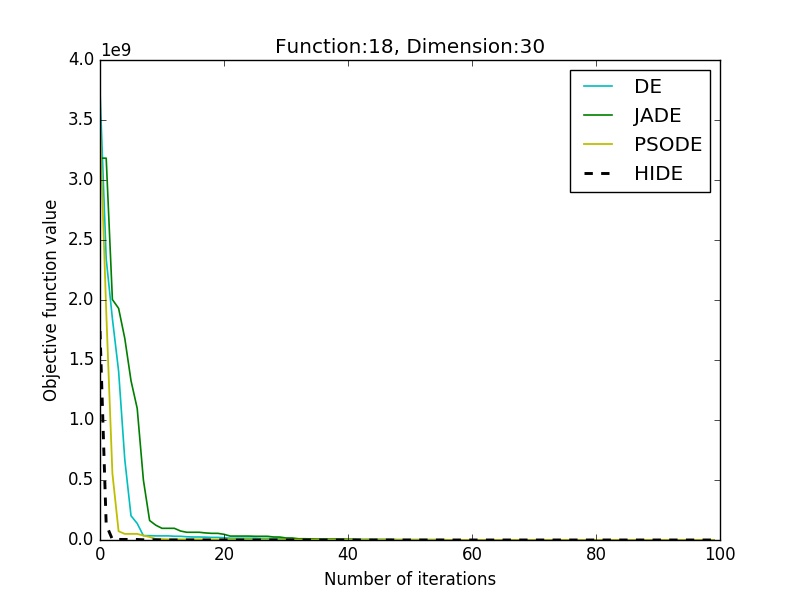 Function:18, Dimension:30
1e9
4.0
3.5
3.0
2.5
2.0
1.5
1.0
0.5
0.0
Objective function value
DE
JADE
PSODE
HIDE
0 20 40 60 80 100
Number of iterations